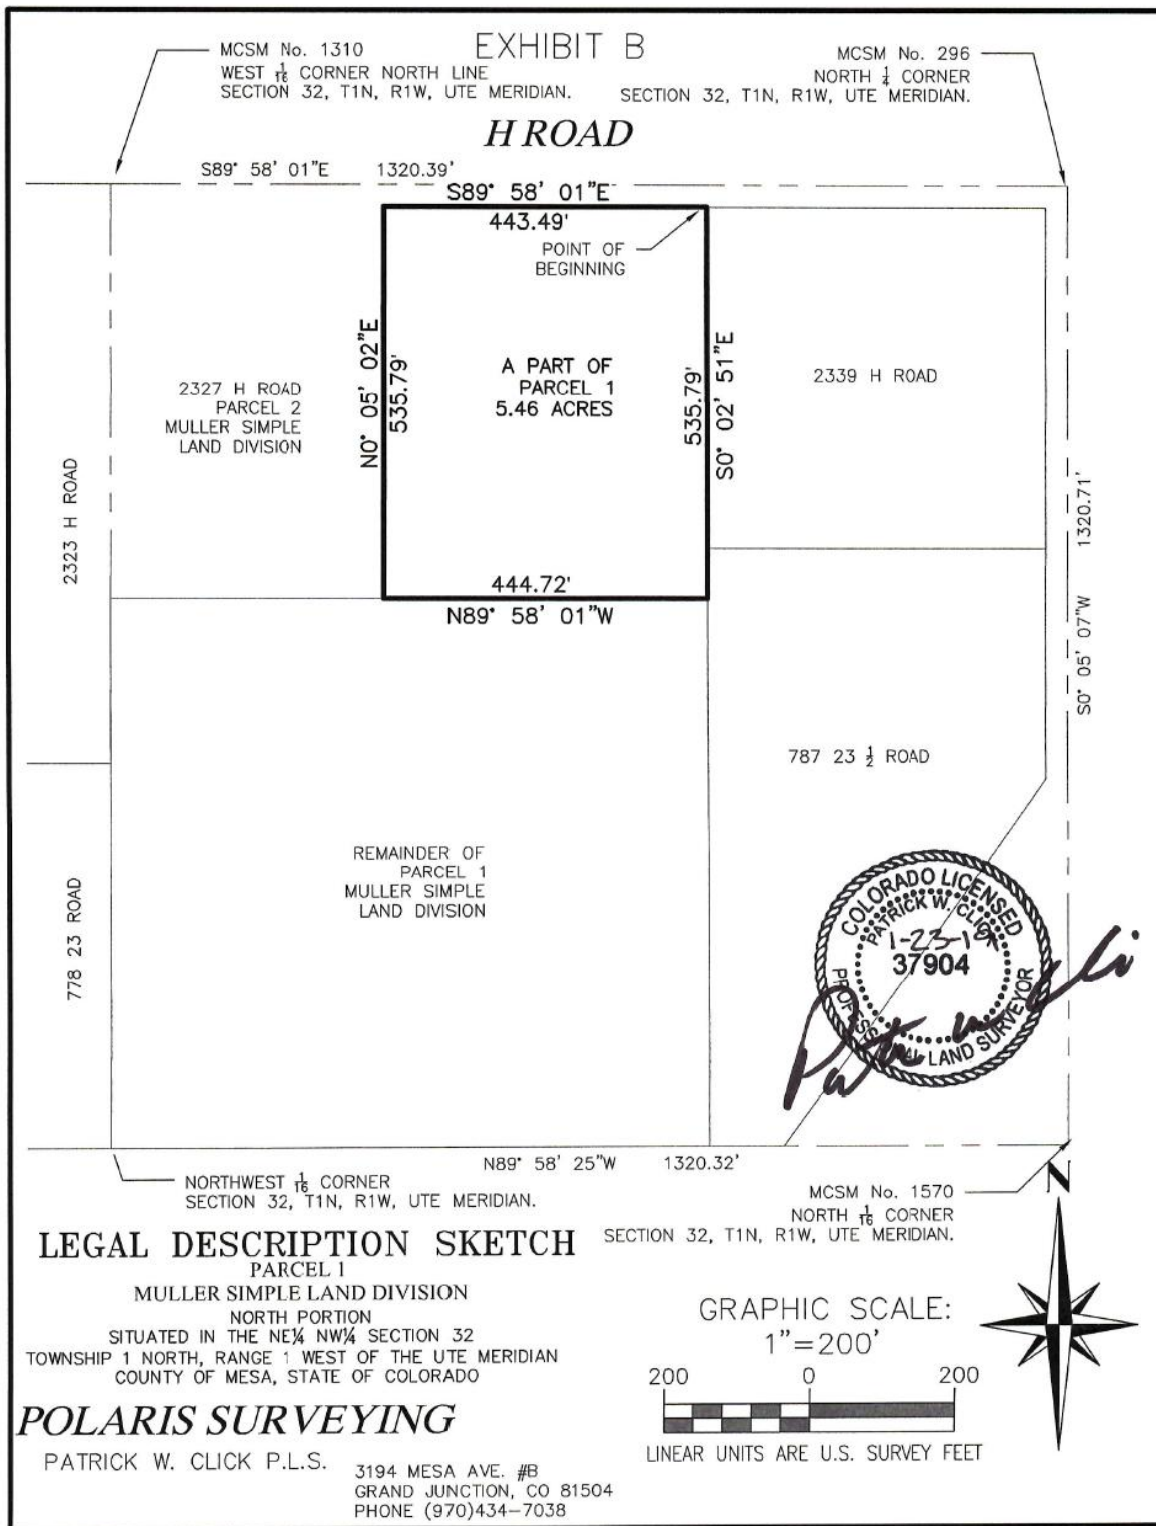 EXHIBIT B
MCSM No. 1310
WEST 1/16 CORNER NORTH LINE
SECTION 32, T1N, R1W, UTE MERIDIAN.
MCSM No. 296
NORTH 1/4 CORNER
SECTION 32, T1N, R1W, UTE MERIDIAN.
H ROAD
S89° 58' 01"E 1320.39'
S89° 58' 01"E
443.49'
POINT OF
BEGINNING
N0° 05' 02"E
535.79'
A PART OF
PARCEL 1
5.46 ACRES
535.79'
S0° 02' 51"E
2327 H ROAD
PARCEL 2
MULLER SIMPLE
LAND DIVISION
2339 H ROAD
2323 H ROAD
444.72'
N89° 58' 01"W
S0° 05' 07"W 1320.71'
787 23 1/2 ROAD
REMAINDER OF
PARCEL 1
MULLER SIMPLE
LAND DIVISION
778 23 ROAD
COLORADO LICENSED
PATRICK W. CLICK
37904
PROFESSIONAL LAND SURVEYOR
N89° 58' 25"W 1320.32'
NORTHWEST 1/16 CORNER
SECTION 32, T1N, R1W, UTE MERIDIAN.
MCSM No. 1570
NORTH 1/16 CORNER
SECTION 32, T1N, R1W, UTE MERIDIAN.
N
LEGAL DESCRIPTION SKETCH
PARCEL 1
MULLER SIMPLE LAND DIVISION
NORTH PORTION
SITUATED IN THE NE¼ NW¼ SECTION 32
TOWNSHIP 1 NORTH, RANGE 1 WEST OF THE UTE MERIDIAN
COUNTY OF MESA, STATE OF COLORADO
GRAPHIC SCALE:
1"=200'
200 0 200
LINEAR UNITS ARE U.S. SURVEY FEET
POLARIS SURVEYING
PATRICK W. CLICK P.L.S.
3194 MESA AVE. #B
GRAND JUNCTION, CO 81504
PHONE (970)434-7038